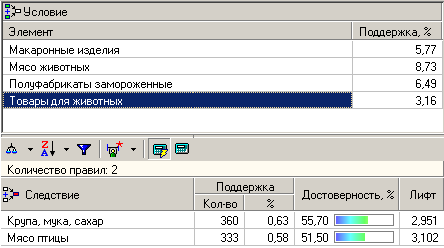 Условие
Элемент Поддержка, %
Макаронные изделия 5,77
Мясо животных 8,73
Полуфабрикаты замороженные 6,49
Товары для животных 3,16
Количество правил: 2
Следствие Поддержка Достоверность, % Лифт
Кол-во %
Крупа, мука, сахар 360 0,63 55,70 2,951
Мясо птицы 333 0,58 51,50 3,102